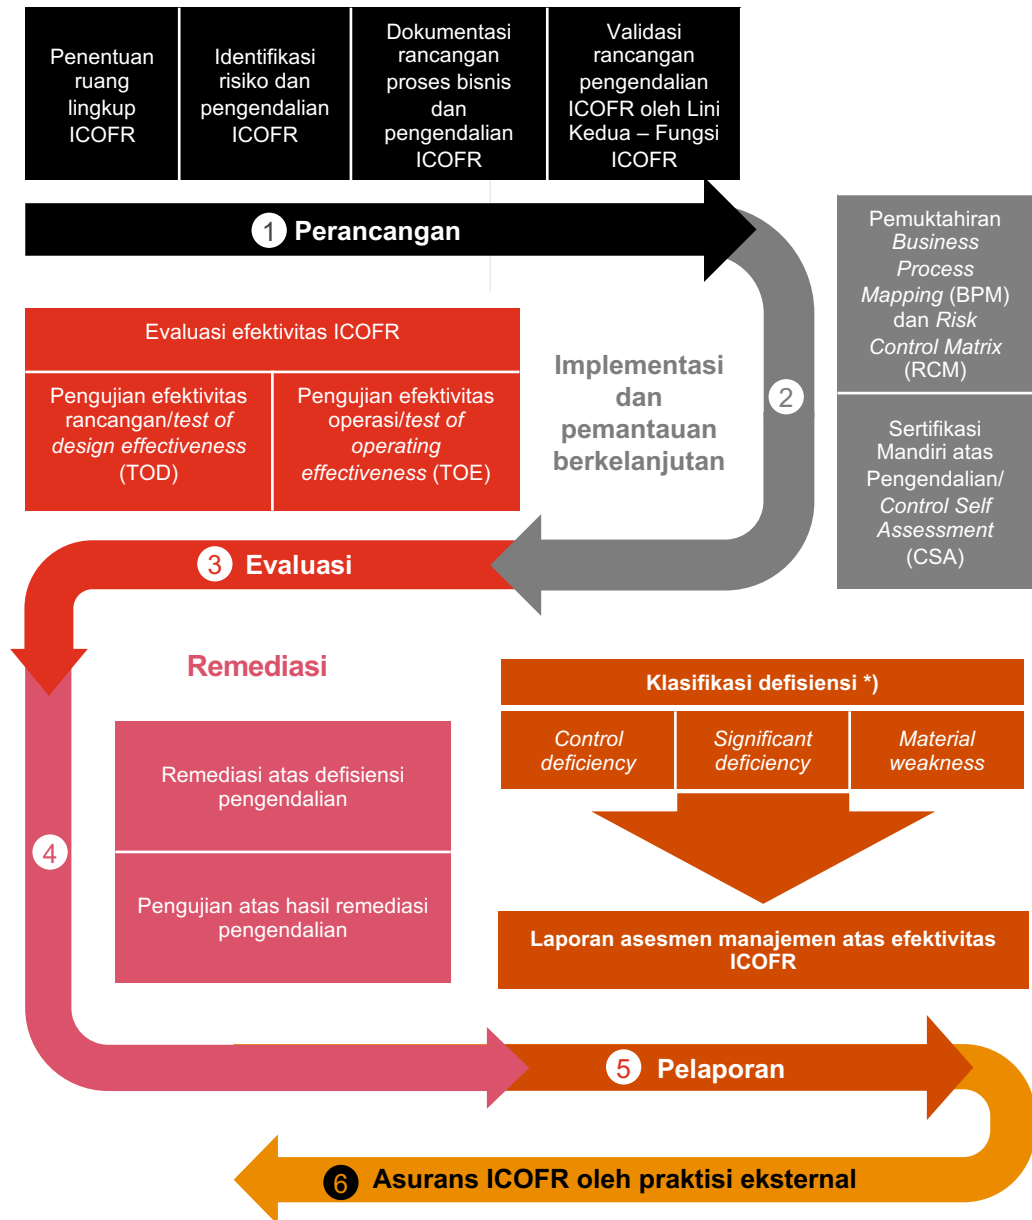 Penentuan
ruang
lingkup
ICOFR
Identifikasi
risiko dan
pengendalian
ICOFR
Dokumentasi
rancangan
proses bisnis
dan
pengendalian
ICOFR
Validasi
rancangan
pengendalian
ICOFR oleh Lini
Kedua – Fungsi
ICOFR
1 Perancangan
Pemuktahiran
Business
Process
Mapping (BPM)
dan Risk
Control Matrix
(RCM)
Sertifikasi
Mandiri atas
Pengendalian/
Control Self
Assessment
(CSA)
2
Implementasi
dan
pemantauan
berkelanjutan
Evaluasi efektivitas ICOFR
Pengujian efektivitas
rancangan/test of
design effectiveness
(TOD)
Pengujian efektivitas
operasi/test of
operating
effectiveness (TOE)
3 Evaluasi
Remediasi
Remediasi atas defisiensi
pengendalian
Pengujian atas hasil remediasi
pengendalian
4
Klasifikasi defisiensi *)
Control
deficiency
Significant
deficiency
Material
weakness
Laporan asesmen manajemen atas efektivitas
ICOFR
5 Pelaporan
6 Asurans ICOFR oleh praktisi eksternal